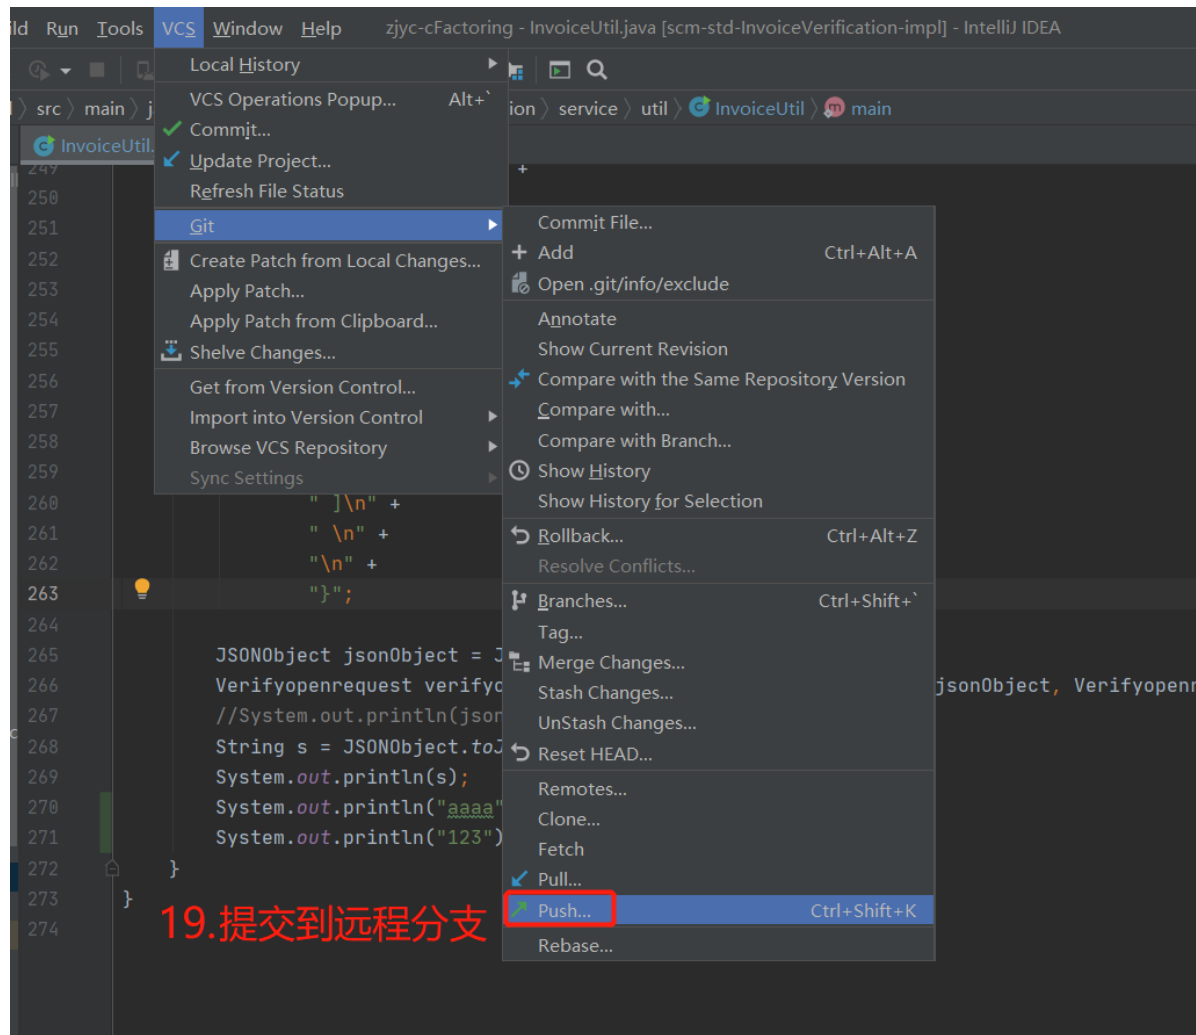 ild Run Tools VCS Window Help zjyc-cFactoring - InvoiceUtil.java [scm-std-InvoiceVerification-impl] - IntelliJ IDEA
Local History
src main j ion service util InvoiceUtil main
VCS Operations Popup... Alt+`
Commit...
InvoiceUtil.
Update Project...
249 +
Refresh File Status
250
Git
251
Commit File...
Create Patch from Local Changes...
252
Add Ctrl+Alt+A
Apply Patch...
253
Open .git/info/exclude
Apply Patch from Clipboard...
254
Annotate
Shelve Changes...
255
Show Current Revision
Get from Version Control...
256
Compare with the Same Repository Version
Import into Version Control
257
Compare with...
Browse VCS Repository
258
Compare with Branch...
Sync Settings
259
Show History
260 " ]\n" +
Show History for Selection
261 " \n" +
Rollback... Ctrl+Alt+Z
262 "\n" +
Resolve Conflicts...
263 "}";
Branches... Ctrl+Shift+`
264
Tag...
265 JSONObject jsonObject = J
Merge Changes...
266 Verifyopenrequest verifyo jsonObject, Verifyopenr
Stash Changes...
267 //System.out.println(json
UnStash Changes...
268 String s = JSONObject.toJ
Reset HEAD...
269 System.out.println(s);
Remotes...
270 System.out.println("aaaa"
Clone...
271 System.out.println("123")
Fetch
272 }
Pull...
273 }
Push... Ctrl+Shift+K
19.提交到远程分支
274
Rebase...